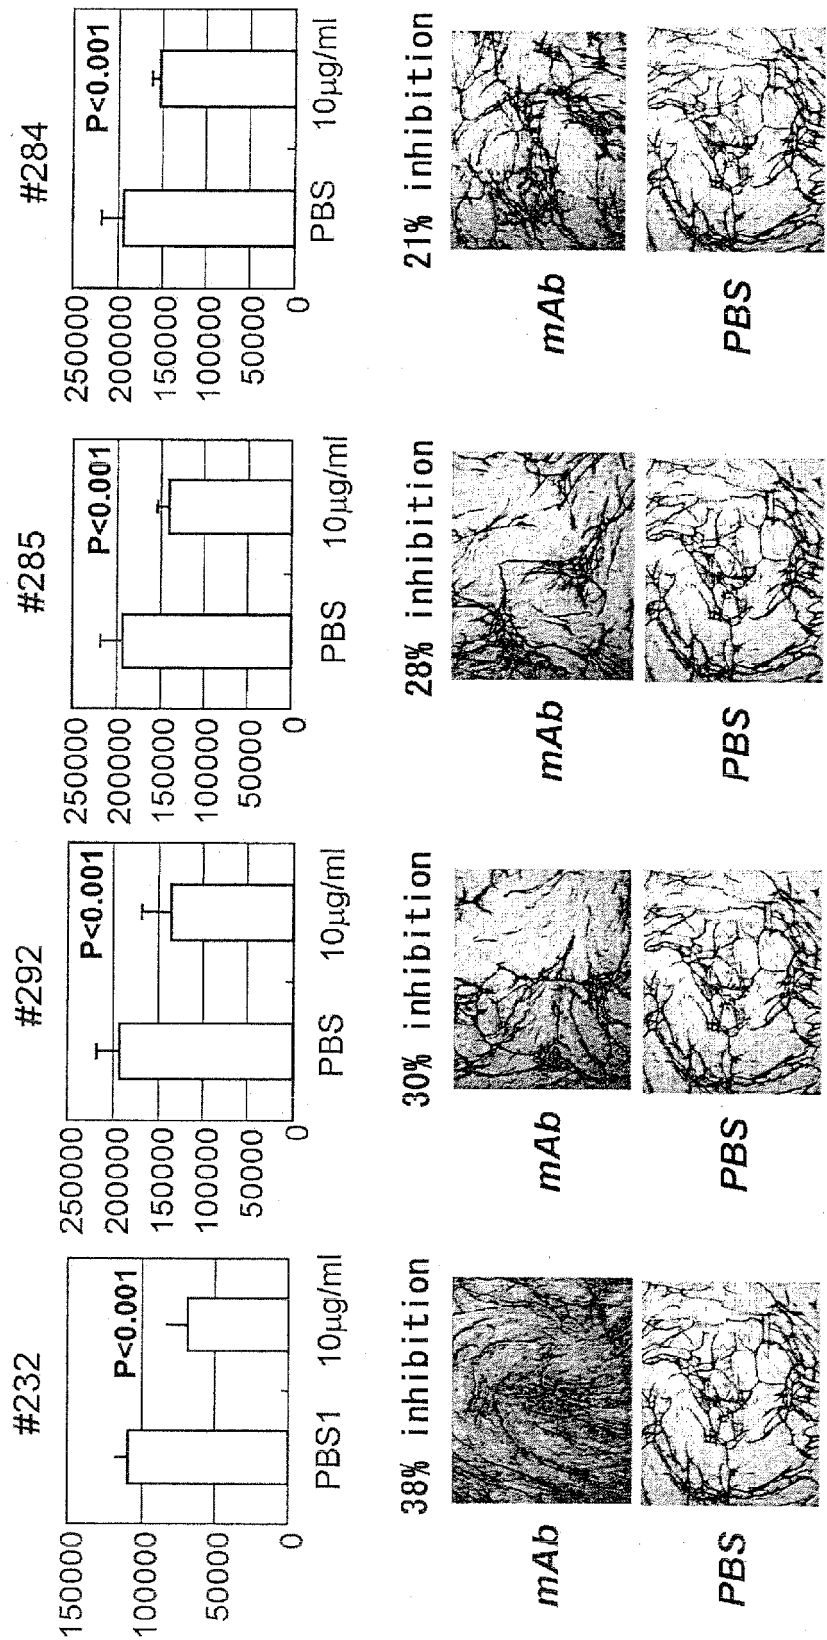 #232
150000
100000
50000
0
P<0.001
PBS1
10µg/ml
38% inhibition
mAb
PBS
#292
250000
200000
150000
100000
50000
0
P<0.001
PBS
10µg/ml
30% inhibition
mAb
PBS
#285
250000
200000
150000
100000
50000
0
P<0.001
PBS
10µg/ml
28% inhibition
mAb
PBS
#284
250000
200000
150000
100000
50000
0
P<0.001
PBS
10µg/ml
21% inhibition
mAb
PBS